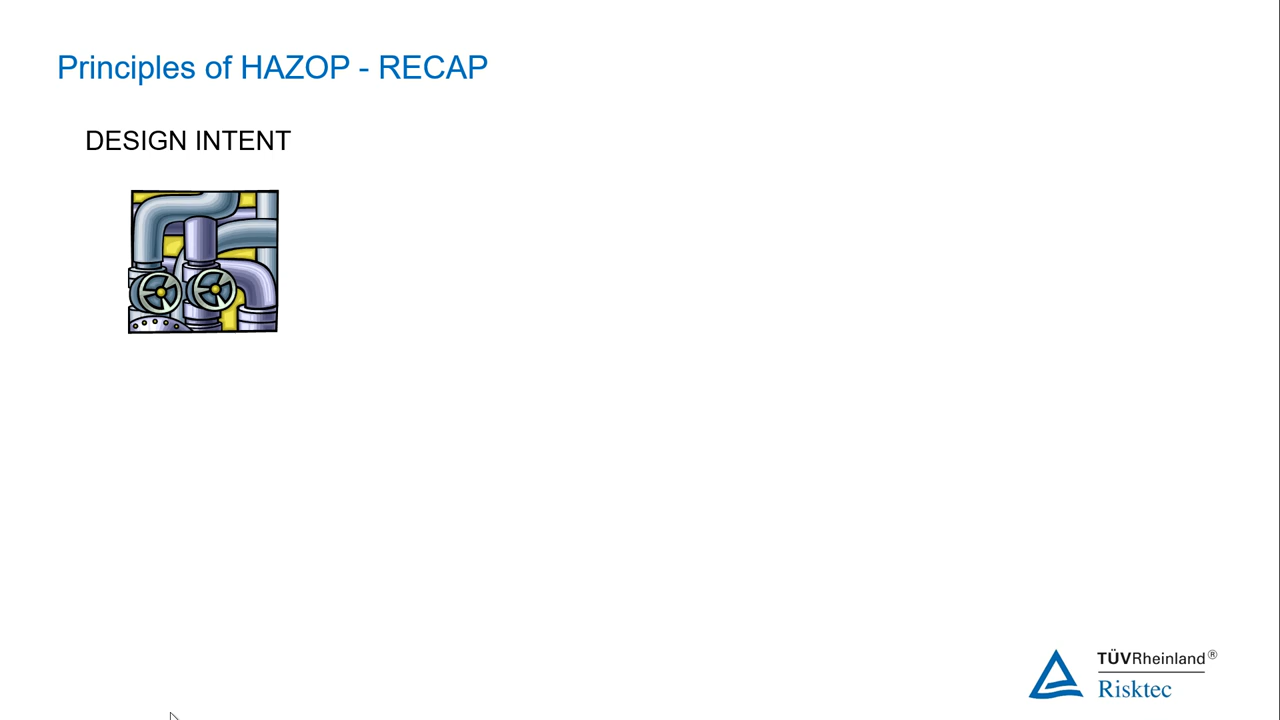 Principles of HAZOP - RECAP
DESIGN INTENT
TÜVRheinland®
Risktec